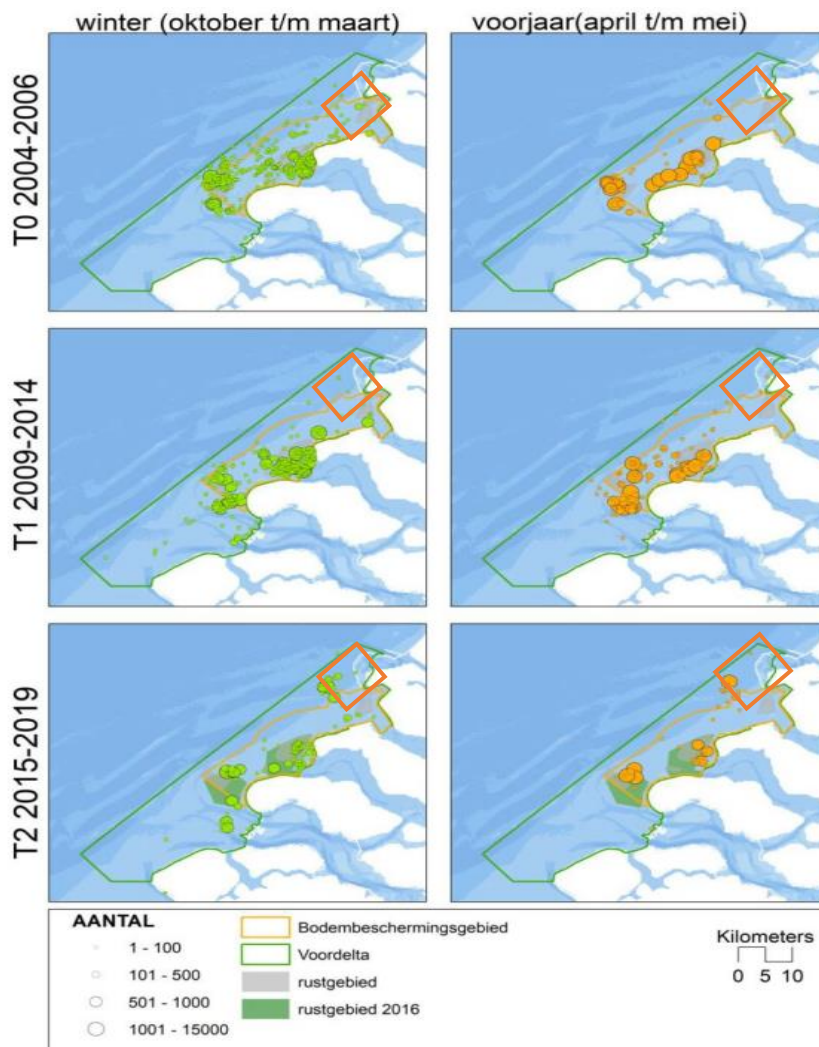 winter (oktober t/m maart)
voorjaar(april t/m mei)
T0 2004-2006
T1 2009-2014
T2 2015-2019
AANTAL
1 - 100
101 - 500
501 - 1000
1001 - 15000
Bodembeschermingsgebied
Voordelta
rustgebied
rustgebied 2016
Kilometers
0 5 10